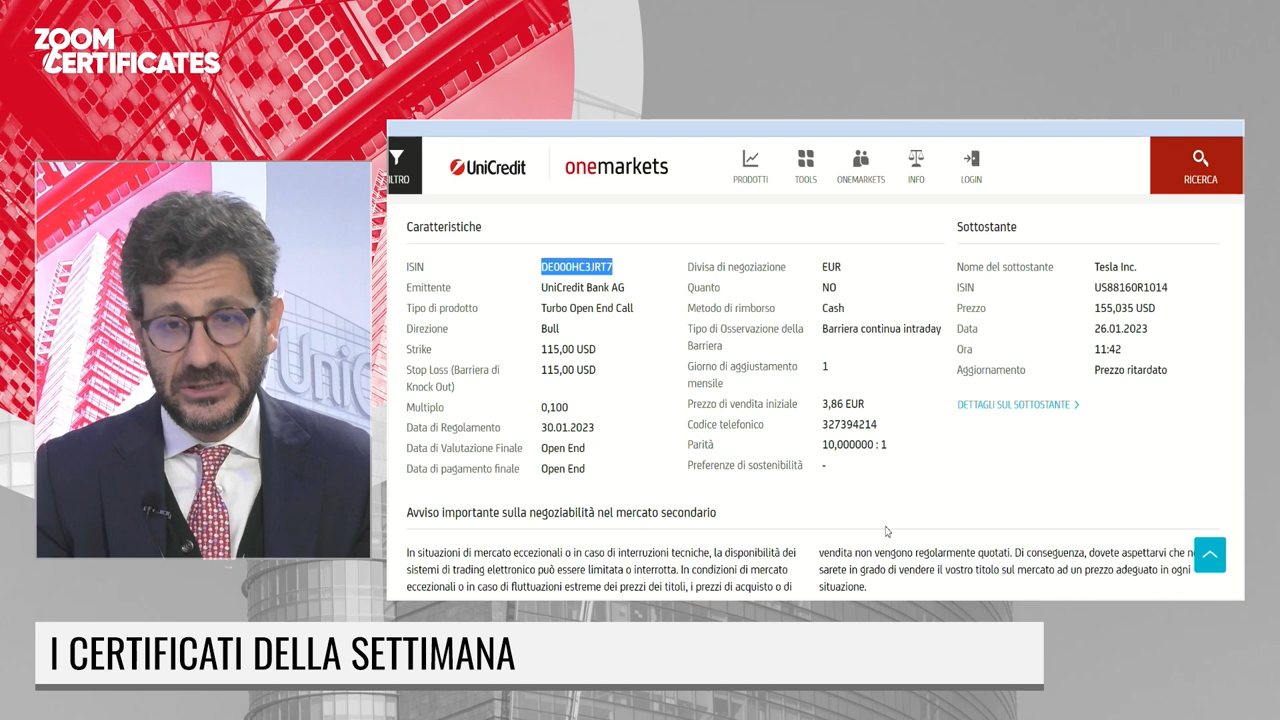 ZOOM
CERTIFICATES
LTRO
UniCredit
onemarkets
PRODOTTI
TOOLS
ONEMARKETS
INFO
LOGIN
RICERCA
Caratteristiche
ISIN DE000HC3JRT7
Emittente UniCredit Bank AG
Tipo di prodotto Turbo Open End Call
Direzione Bull
Strike 115,00 USD
Stop Loss (Barriera di 115,00 USD
Knock Out)
Multiplo 0,100
Data di Regolamento 30.01.2023
Data di Valutazione Finale Open End
Data di pagamento finale Open End
Divisa di negoziazione EUR
Quanto NO
Metodo di rimborso Cash
Tipo di Osservazione della Barriera continua intraday
Barriera
Giorno di aggiustamento 1
mensile
Prezzo di vendita iniziale 3,86 EUR
Codice telefonico 327394214
Parità 10,000000 : 1
Preferenze di sostenibilità -
Sottostante
Nome del sottostante Tesla Inc.
ISIN US88160R1014
Prezzo 155,035 USD
Data 26.01.2023
Ora 11:42
Aggiornamento Prezzo ritardato
DETTAGLI SUL SOTTOSTANTE >
Avviso importante sulla negoziabilità nel mercato secondario
In situazioni di mercato eccezionali o in caso di interruzioni tecniche, la disponibilità dei
sistemi di trading elettronico può essere limitata o interrotta. In condizioni di mercato
eccezionali o in caso di fluttuazioni estreme dei prezzi dei titoli, i prezzi di acquisto o di
vendita non vengono regolarmente quotati. Di conseguenza, dovete aspettarvi che n
sarete in grado di vendere il vostro titolo sul mercato ad un prezzo adeguato in ogni
situazione.
UniC
I CERTIFICATI DELLA SETTIMANA